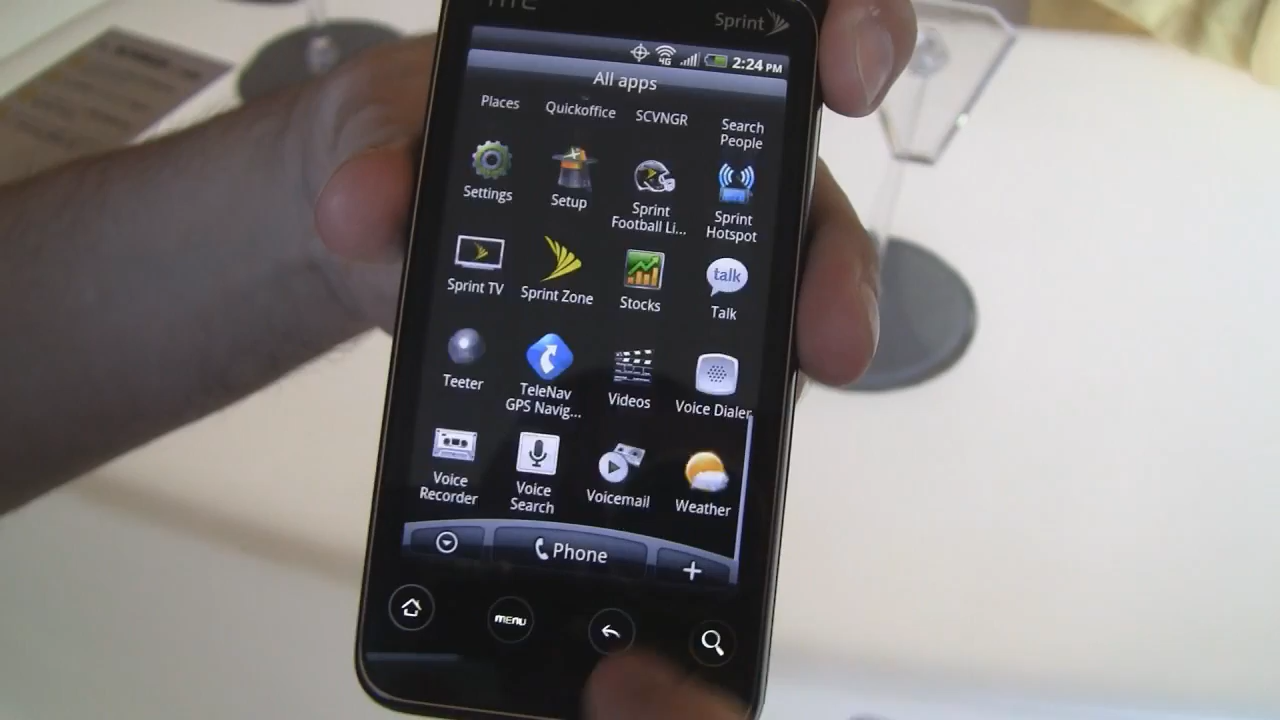 HTC
Sprint
4G
2:24 PM
All apps
Places
Quickoffice
SCVNGR
Search
People
Settings
Setup
Sprint
Football Li...
Sprint
Hotspot
Sprint TV
Sprint Zone
Stocks
talk
Talk
Teeter
TeleNav
GPS Navig...
Videos
Voice Dialer
Voice
Recorder
Voice
Search
Voicemail
Weather
Phone
MENU